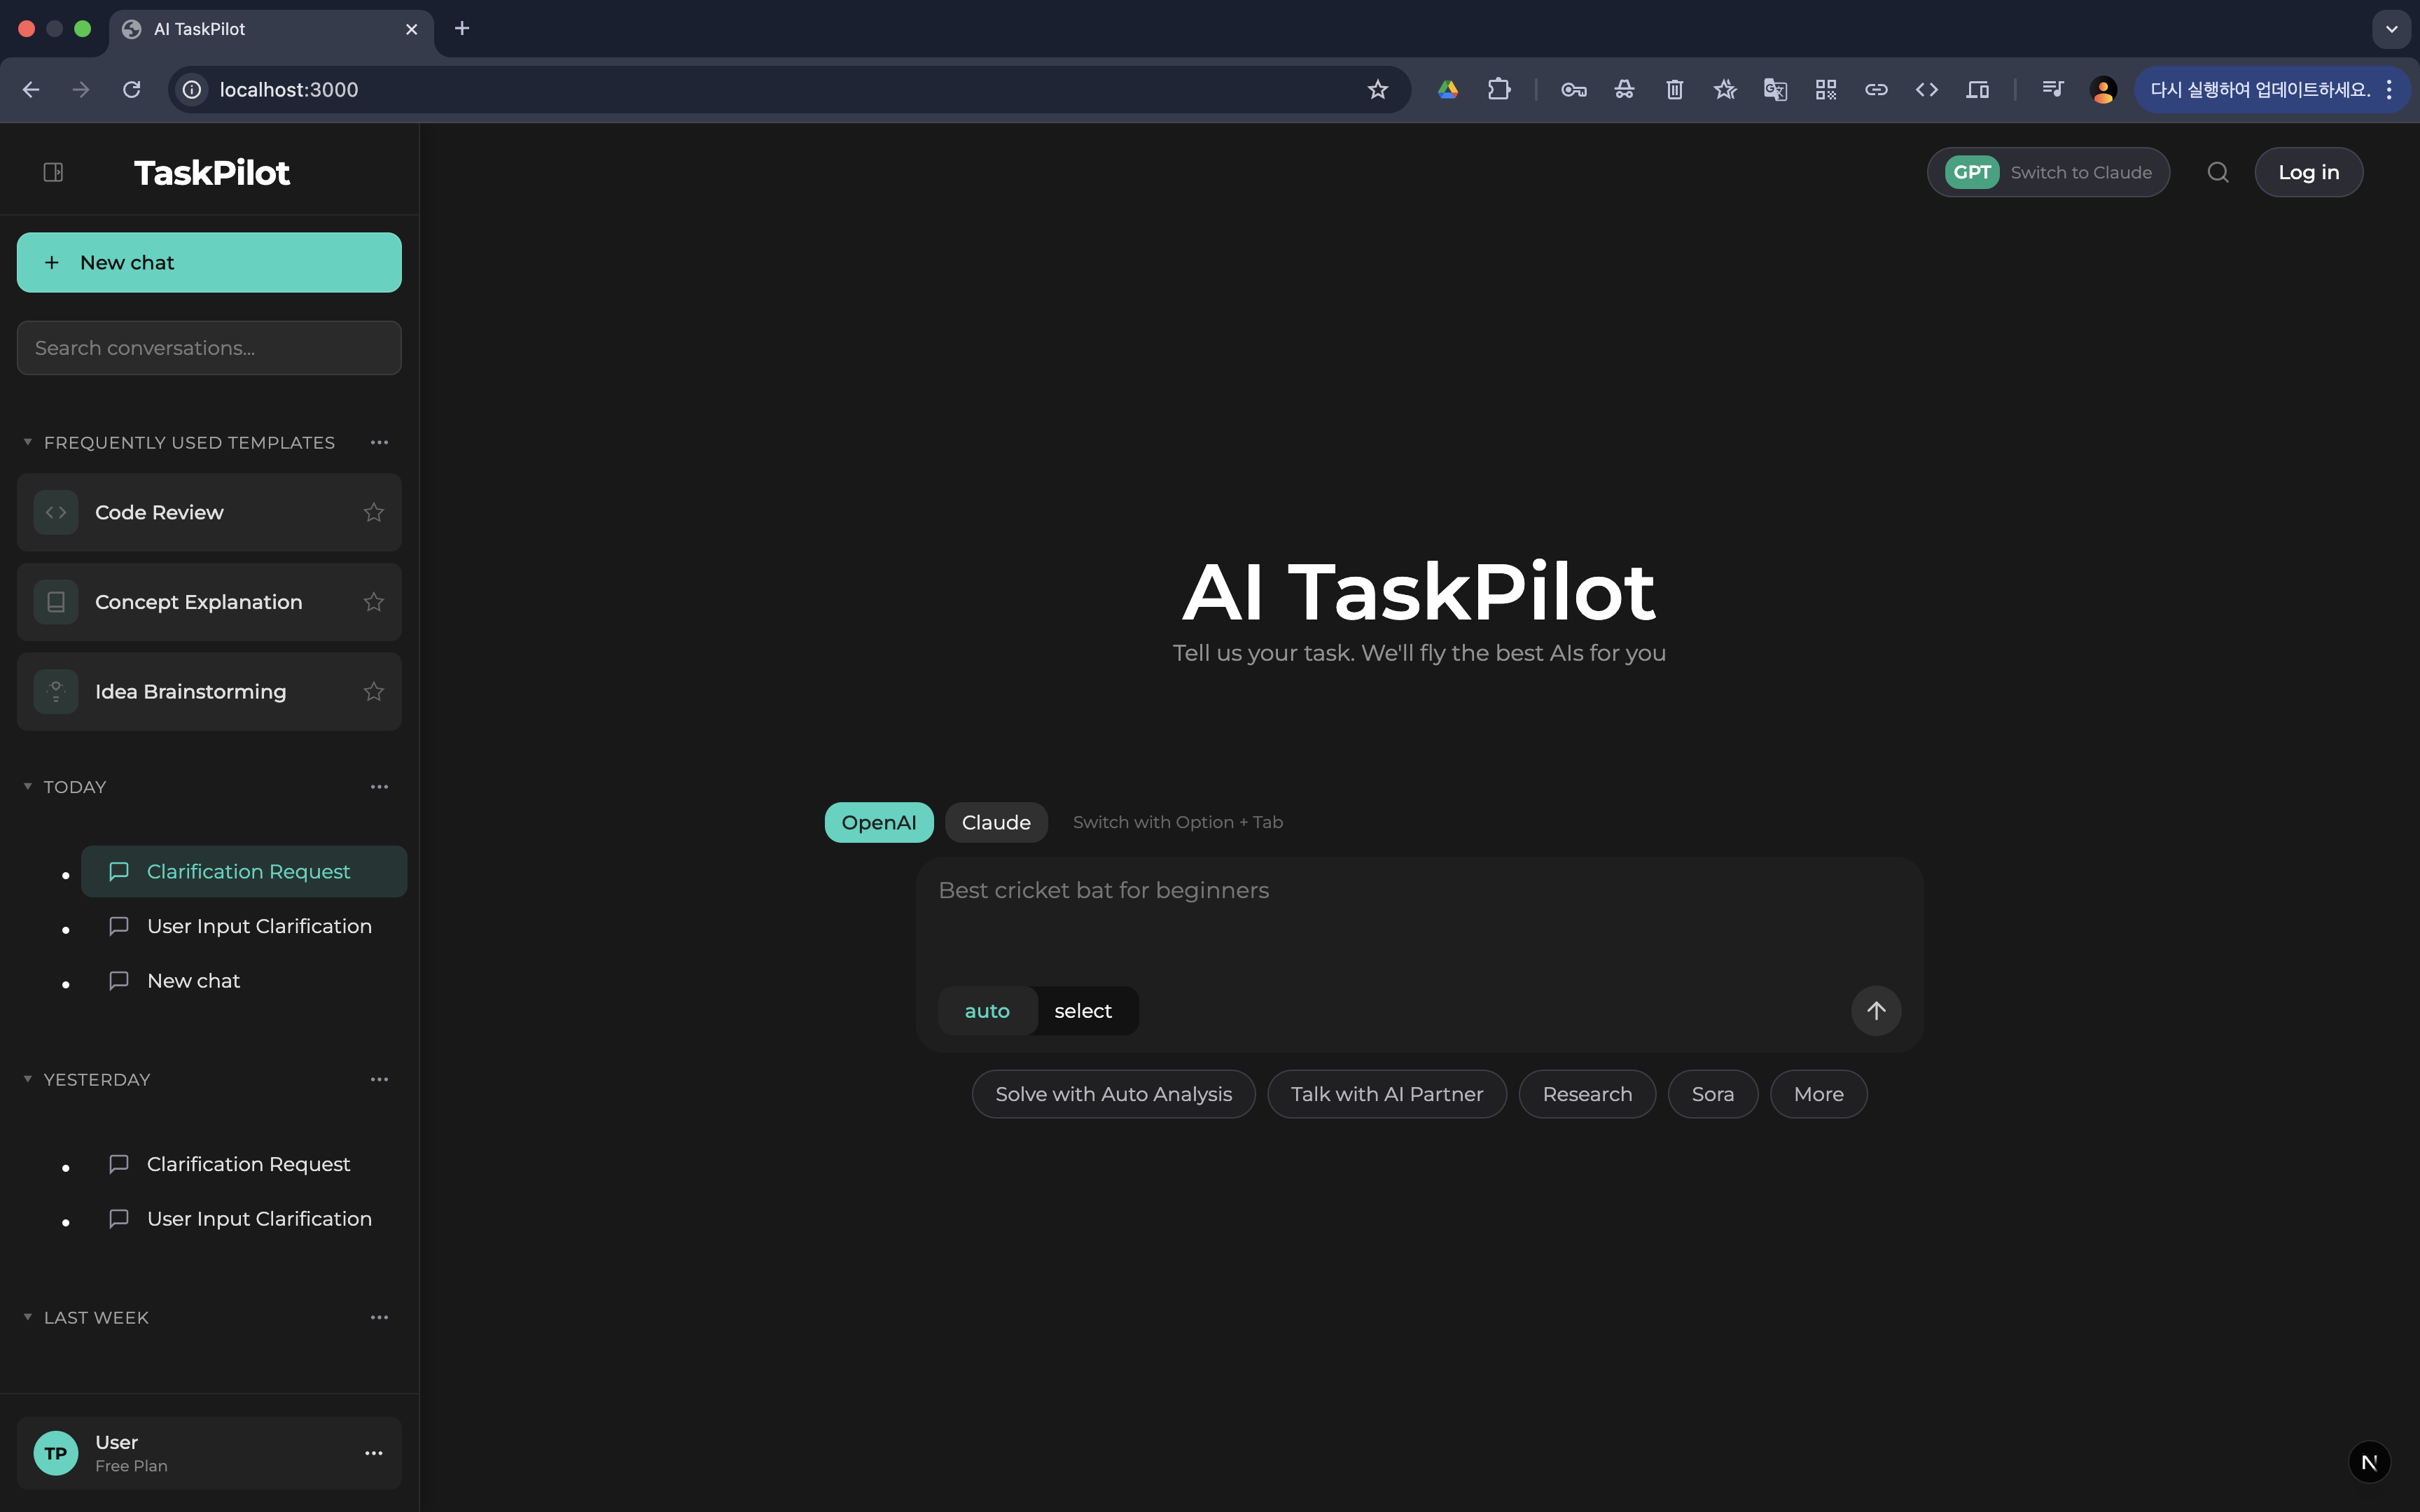 AI TaskPilot
localhost:3000
다시 실행하여 업데이트하세요.
TaskPilot
GPT Switch to Claude
Log in
+ New chat
Search conversations...
FREQUENTLY USED TEMPLATES
Code Review
Concept Explanation
Idea Brainstorming
TODAY
Clarification Request
User Input Clarification
New chat
YESTERDAY
Clarification Request
User Input Clarification
LAST WEEK
TP
User
Free Plan
AI TaskPilot
Tell us your task. We'll fly the best AIs for you
OpenAI Claude Switch with Option + Tab
Best cricket bat for beginners
auto select
Solve with Auto Analysis Talk with AI Partner Research Sora More
N